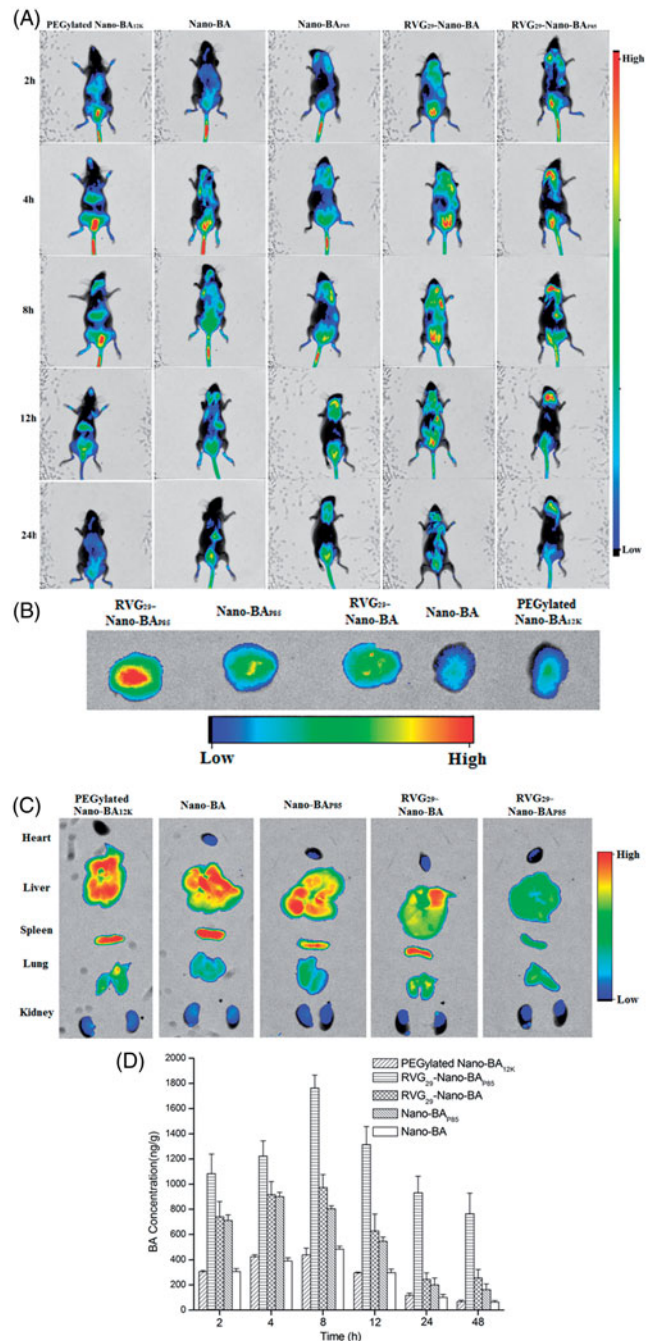 (A)
PEGylated Nano-BA12K Nano-BA Nano-BAP85 RVG29-Nano-BA RVG29-Nano-BAP85
High
2h
4h
8h
12h
24h
Low
(B)
RVG29-
Nano-BAP85
Nano-BAP85
RVG29-
Nano-BA
Nano-BA
PEGylated
Nano-BA12K
Low High
(C)
PEGylated
Nano-BA12K
Nano-BA
Nano-BAP85
RVG29-
Nano-BA
RVG29-
Nano-BAP85
Heart
High
Liver
Spleen
Lung
Low
Kidney
(D)
2000
1800
1600
1400
1200
1000
800
600
400
200
0
BA Concentration(ng/g)
PEGylated Nano-BA12K
RVG29-Nano-BAP85
RVG29-Nano-BA
Nano-BAP85
Nano-BA
2 4 8 12 24 48
Time (h)